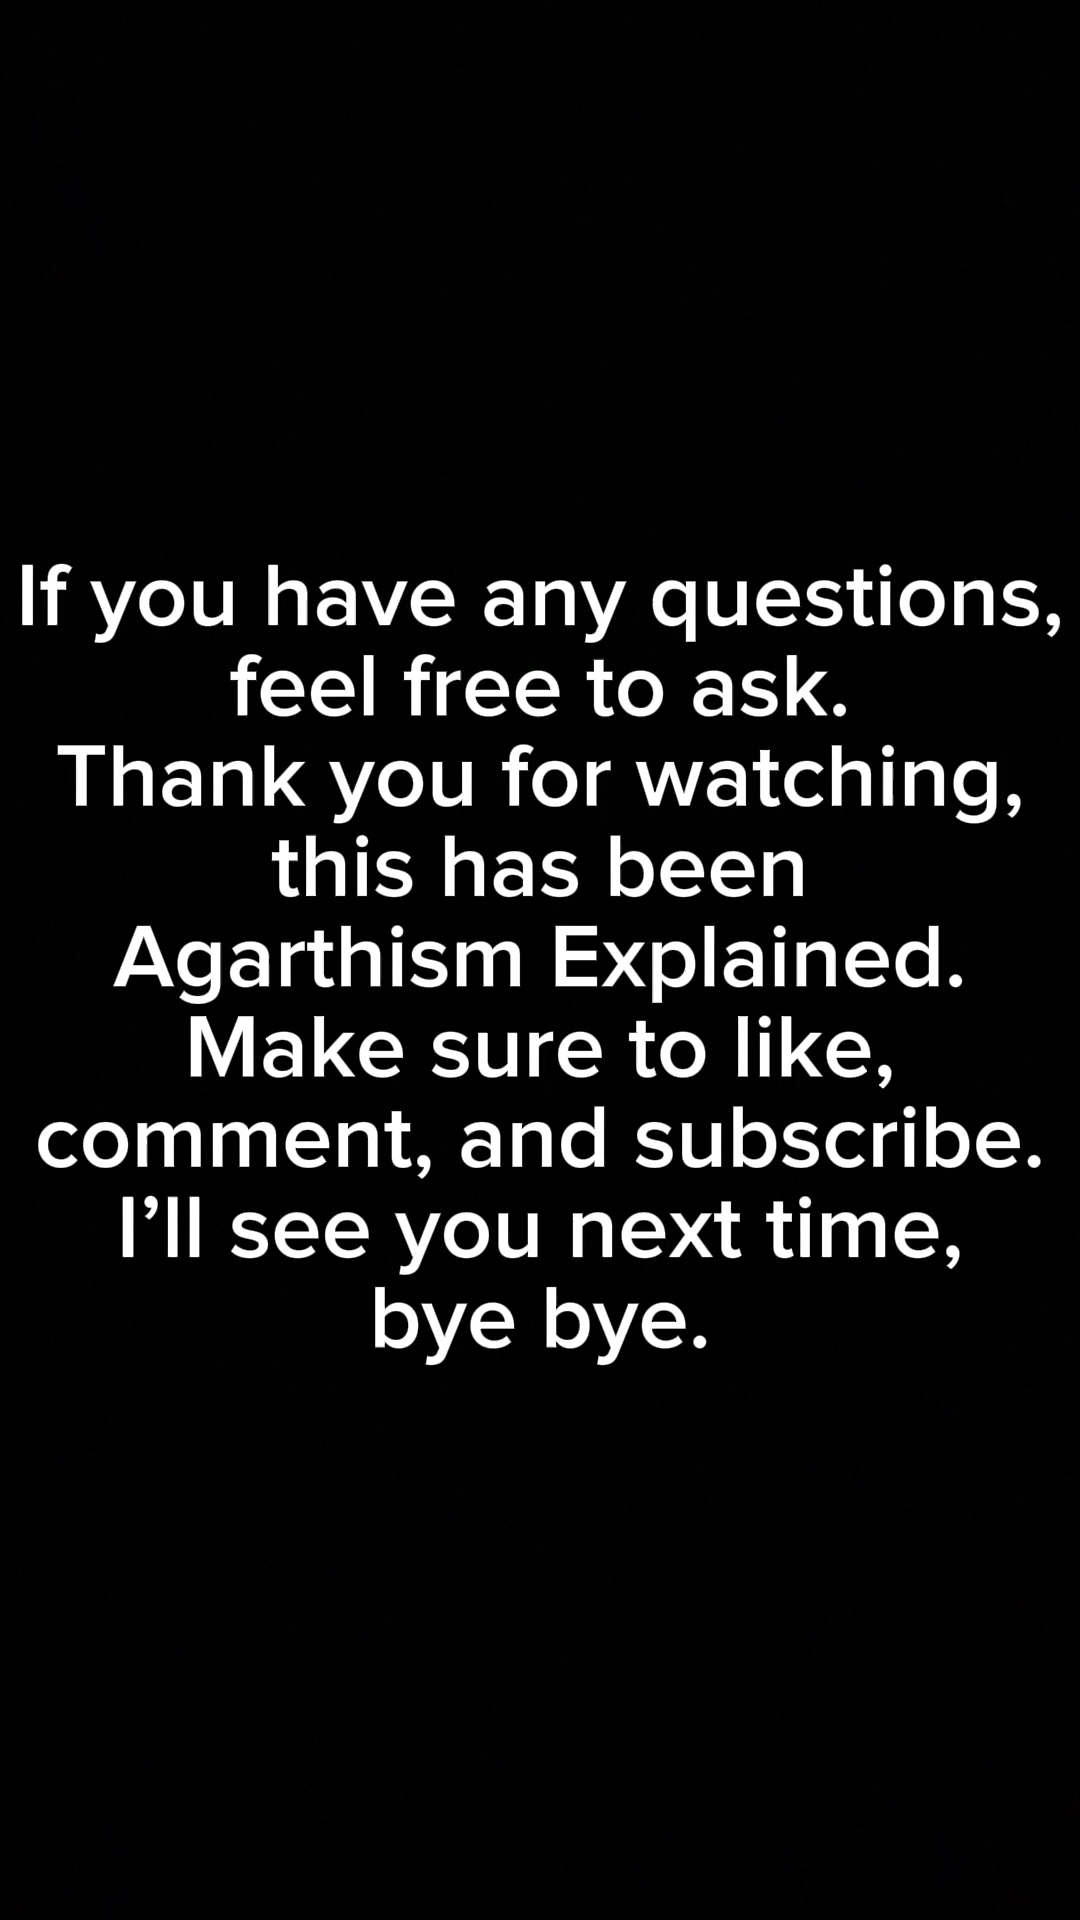 If you have any questions,
feel free to ask.
Thank you for watching,
this has been
Agarthism Explained.
Make sure to like,
comment, and subscribe.
I’ll see you next time,
bye bye.